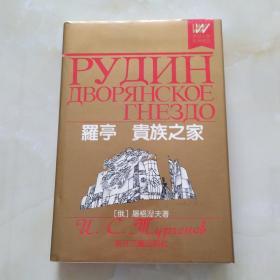 РУДИН
ДВОРЯНСКОЕ
ГНЕЗДО
羅亭 貴族之家
[俄] 屠格涅夫著
И. С. Тургенев